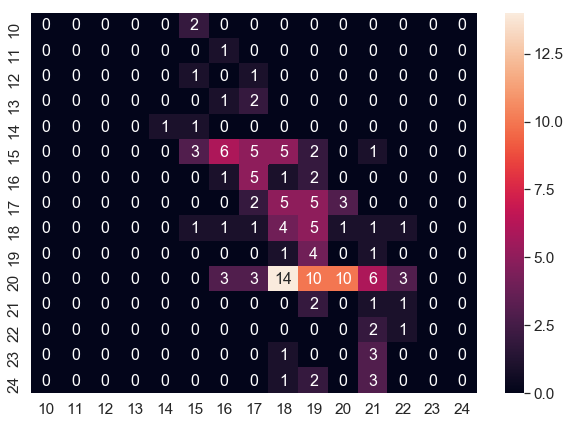 10 0 0 0 0 0 2 0 0 0 0 0 0 0 0 0
11 0 0 0 0 0 0 1 0 0 0 0 0 0 0 0
12 0 0 0 0 0 1 0 1 0 0 0 0 0 0 0
13 0 0 0 0 0 0 1 2 0 0 0 0 0 0 0
14 0 0 0 0 1 1 0 0 0 0 0 0 0 0 0
15 0 0 0 0 0 3 6 5 5 2 0 1 0 0 0
16 0 0 0 0 0 0 1 5 1 2 0 0 0 0 0
17 0 0 0 0 0 0 0 2 5 5 3 0 0 0 0
18 0 0 0 0 0 1 1 1 4 5 1 1 1 0 0
19 0 0 0 0 0 0 0 0 1 4 0 1 0 0 0
20 0 0 0 0 0 0 3 3 14 10 10 6 3 0 0
21 0 0 0 0 0 0 0 0 0 2 0 1 1 0 0
22 0 0 0 0 0 0 0 0 0 0 0 2 1 0 0
23 0 0 0 0 0 0 0 0 1 0 0 3 0 0 0
24 0 0 0 0 0 0 0 0 1 2 0 3 0 0 0
10 11 12 13 14 15 16 17 18 19 20 21 22 23 24
12.5
10.0
7.5
5.0
2.5
0.0